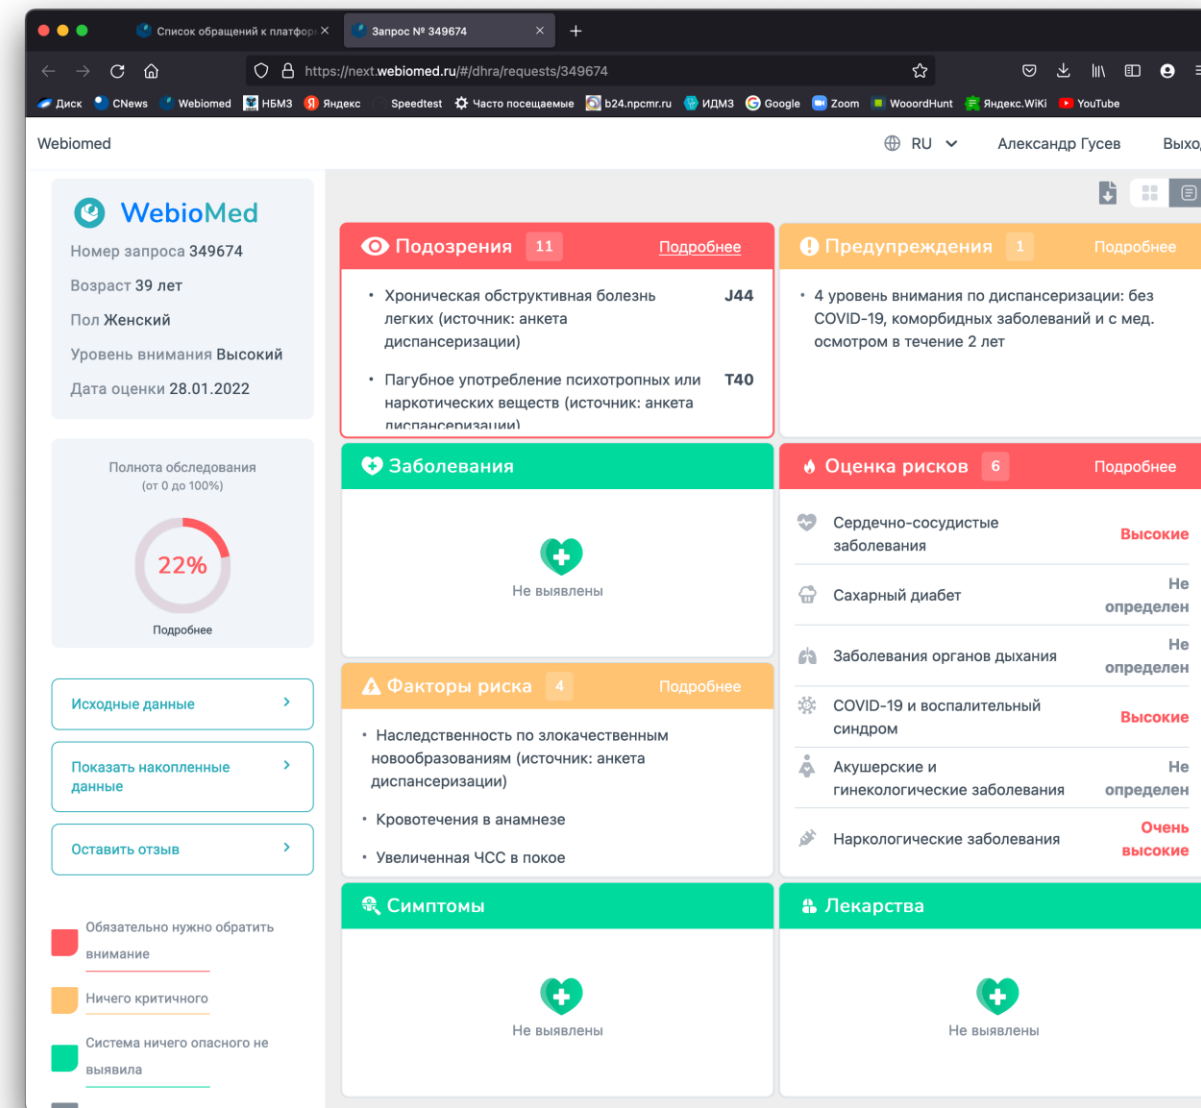 Список обращений к платфор
Запрос № 349674
https://next.webiomed.ru/#/dhra/requests/349674
Диск CNews Webiomed НБМЗ Яндекс Speedtest Часто посещаемые b24.npcmr.ru ИДМЗ Google Zoom WooordHunt Яндекс.WiKi YouTube
Webiomed
RU
Александр Гусев
WebioMed
Номер запроса 349674
Возраст 39 лет
Пол Женский
Уровень внимания Высокий
Дата оценки 28.01.2022
Полнота обследования
(от 0 до 100%)
22%
Подробнее
Исходные данные
Показать накопленные
данные
Оставить отзыв
Обязательно нужно обратить
внимание
Ничего критичного
Система ничего опасного не
выявила
Подозрения 11 Подробнее
• Хроническая обструктивная болезнь J44
легких (источник: анкета
диспансеризации)
• Пагубное употребление психотропных или T40
наркотических веществ (источник: анкета
диспансеризации)
Предупреждения 1 Подробнее
• 4 уровень внимания по диспансеризации: без
COVID-19, коморбидных заболеваний и с мед.
осмотром в течение 2 лет
Заболевания
Не выявлены
Оценка рисков 6 Подробнее
Сердечно-сосудистые
заболевания
Высокие
Сахарный диабет
Не
определен
Заболевания органов дыхания
Не
определен
COVID-19 и воспалительный
синдром
Высокие
Акушерские и
гинекологические заболевания
Не
определен
Наркологические заболевания
Очень
высокие
Факторы риска 4 Подробнее
• Наследственность по злокачественным
новообразованиям (источник: анкета
диспансеризации)
• Кровотечения в анамнезе
• Увеличенная ЧСС в покое
Симптомы
Не выявлены
Лекарства
Не выявлены